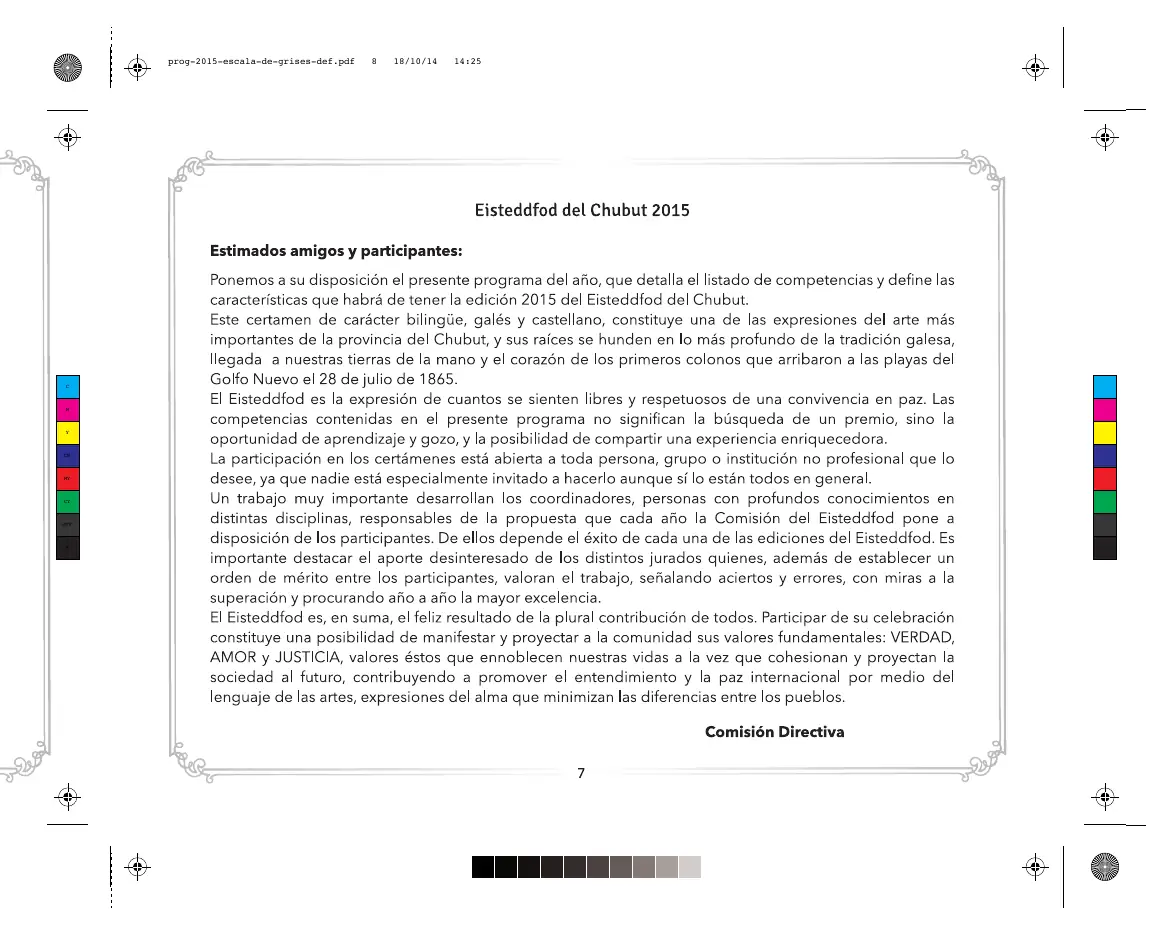 prog-2015-escala-de-grises-def.pdf 8 18/10/14 14:25
Eisteddfod del Chubut 2015
Estimados amigos y participantes:
Ponemos a su disposición el presente programa del año, que detalla el listado de competencias y define las
características que habrá de tener la edición 2015 del Eisteddfod del Chubut.
Este certamen de carácter bilingüe, galés y castellano, constituye una de las expresiones del arte más
importantes de la provincia del Chubut, y sus raíces se hunden en lo más profundo de la tradición galesa,
llegada a nuestras tierras de la mano y el corazón de los primeros colonos que arribaron a las playas del
Golfo Nuevo el 28 de julio de 1865.
El Eisteddfod es la expresión de cuantos se sienten libres y respetuosos de una convivencia en paz. Las
competencias contenidas en el presente programa no significan la búsqueda de un premio, sino la
oportunidad de aprendizaje y gozo, y la posibilidad de compartir una experiencia enriquecedora.
La participación en los certámenes está abierta a toda persona, grupo o institución no profesional que lo
desee, ya que nadie está especialmente invitado a hacerlo aunque sí lo están todos en general.
Un trabajo muy importante desarrollan los coordinadores, personas con profundos conocimientos en
distintas disciplinas, responsables de la propuesta que cada año la Comisión del Eisteddfod pone a
disposición de los participantes. De ellos depende el éxito de cada una de las ediciones del Eisteddfod. Es
importante destacar el aporte desinteresado de los distintos jurados quienes, además de establecer un
orden de mérito entre los participantes, valoran el trabajo, señalando aciertos y errores, con miras a la
superación y procurando año a año la mayor excelencia.
El Eisteddfod es, en suma, el feliz resultado de la plural contribución de todos. Participar de su celebración
constituye una posibilidad de manifestar y proyectar a la comunidad sus valores fundamentales: VERDAD,
AMOR y JUSTICIA, valores éstos que ennoblecen nuestras vidas a la vez que cohesionan y proyectan la
sociedad al futuro, contribuyendo a promover el entendimiento y la paz internacional por medio del
lenguaje de las artes, expresiones del alma que minimizan las diferencias entre los pueblos.
Comisión Directiva
7